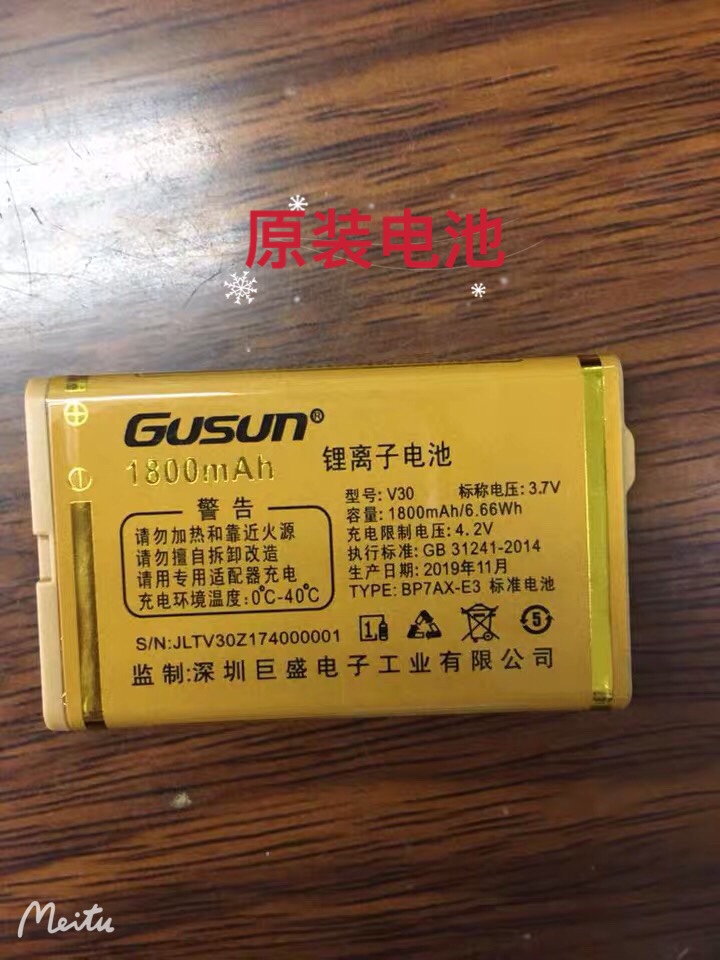 原装电池
GUSUN®
1800mAh
锂离子电池
警告
请勿加热和靠近火源
请勿擅自拆卸改造
请用专用适配器充电
充电环境温度:0℃-40℃
型号: V30 标称电压: 3.7V
容量: 1800mAh/6.66Wh
充电限制电压: 4.2V
执行标准: GB 31241-2014
生产日期: 2019年11月
TYPE: BP7AX-E3 标准电池
S/N:JLTV30Z174000001
5
监制:深圳巨盛电子工业有限公司
Meitu